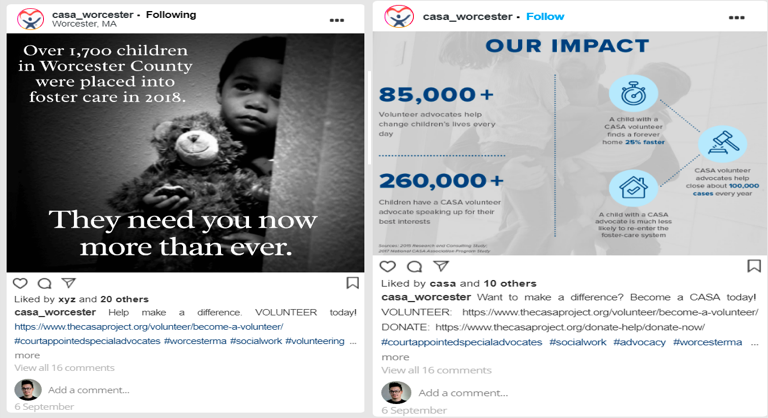 casa_worcester • Following
Worcester, MA
Over 1,700 children
in Worcester County
were placed into
foster care in 2018.
They need you now
more than ever.
Liked by xyz and 20 others
casa_worcester Help make a difference. VOLUNTEER today!
https://www.thecasaproject.org/volunteer/become-a-volunteer/
#courtappointedspecialadvocates #worcesterma #socialwork #volunteering ...
more
View all 16 comments
Add a comment...
6 September
casa_worcester • Follow
OUR IMPACT
85,000+
Volunteer advocates help
change children's lives every
day
260,000+
Children have a CASA volunteer
advocate speaking up for their
best interests
A child with a
CASA volunteer
finds a forever
home 25% faster
CASA volunteer
advocates help
close about 100,000
cases every year
A child with a CASA
advocate is much less
likely to re-enter the
foster-care system
Sources: 2015 Research and Consulting Study;
2017 National CASA Association Program Study
Liked by casa and 10 others
casa_worcester Want to make a difference? Become a CASA today!
VOLUNTEER: https://www.thecasaproject.org/volunteer/become-a-volunteer/
DONATE: https://www.thecasaproject.org/donate-help/donate-now/
#courtappointedspecialadvocates #socialwork #advocacy #worcesterma ...
more
View all 16 comments
Add a comment...
6 September